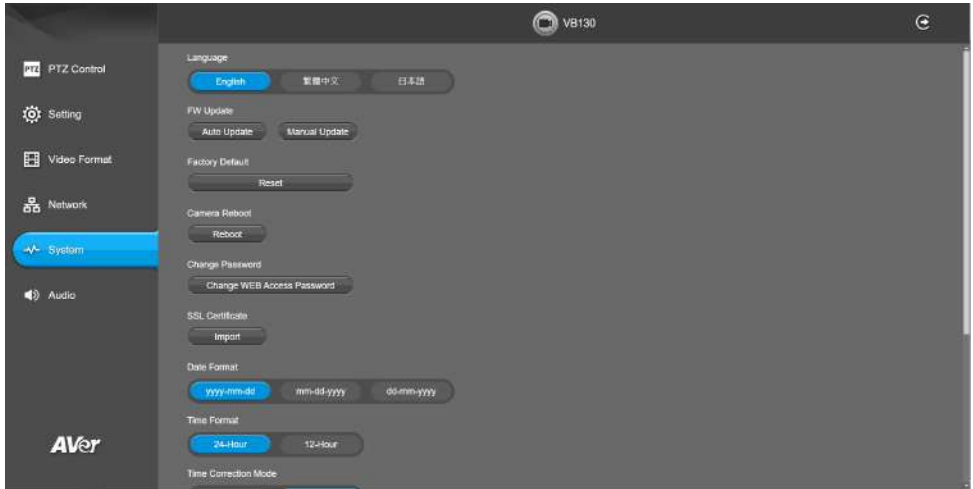 VB130
PTZ PTZ Control
Setting
Video Format
Network
System
Audio
AVer
Language
English 繁體中文 日本語
FW Update
Auto Update Manual Update
Factory Default
Reset
Camera Reboot
Reboot
Change Password
Change WEB Access Password
SSL Certificate
Import
Date Format
yyyy-mm-dd mm-dd-yyyy dd-mm-yyyy
Time Format
24-Hour 12-Hour
Time Correction Mode